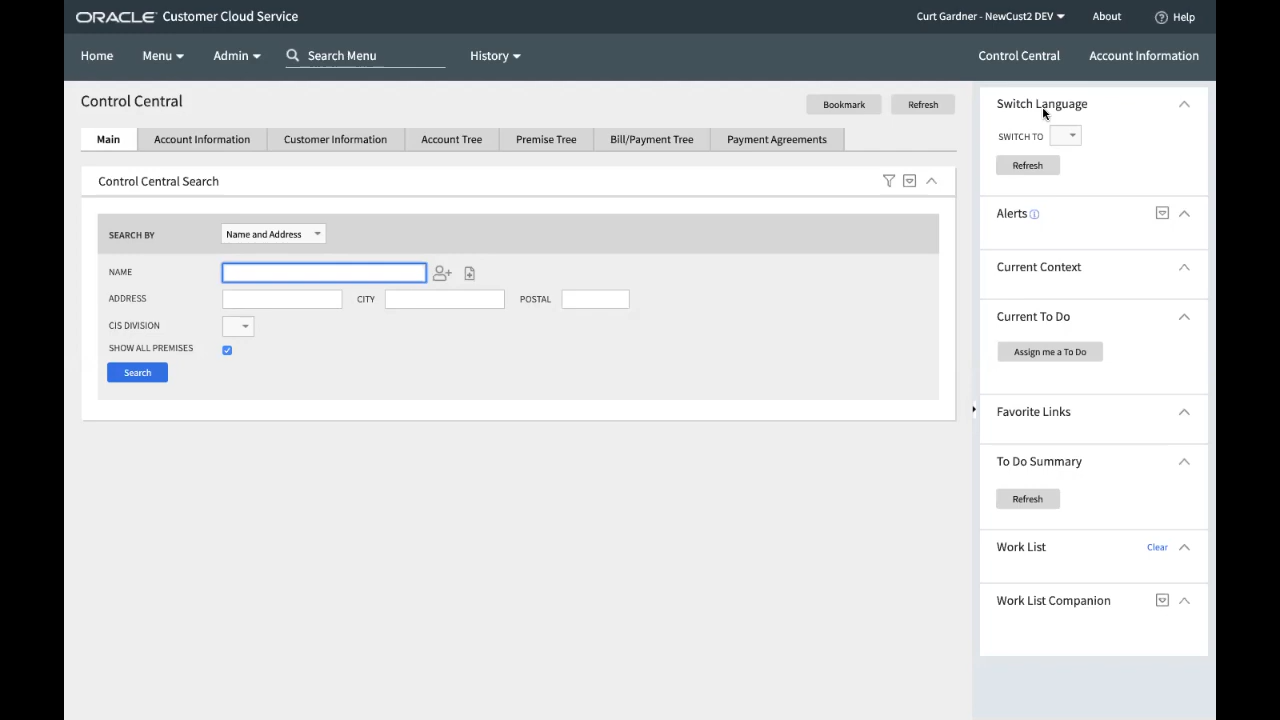 ORACLE Customer Cloud Service
Curt Gardner - NewCust2 DEV
About
Help
Home
Menu
Admin
Search Menu
History
Control Central
Account Information
Control Central
Bookmark
Refresh
Main
Account Information
Customer Information
Account Tree
Premise Tree
Bill/Payment Tree
Payment Agreements
Control Central Search
SEARCH BY
Name and Address
NAME
ADDRESS
CITY
POSTAL
CIS DIVISION
SHOW ALL PREMISES
Search
Switch Language
SWITCH TO
Refresh
Alerts
Current Context
Current To Do
Assign me a To Do
Favorite Links
To Do Summary
Refresh
Work List
Clear
Work List Companion